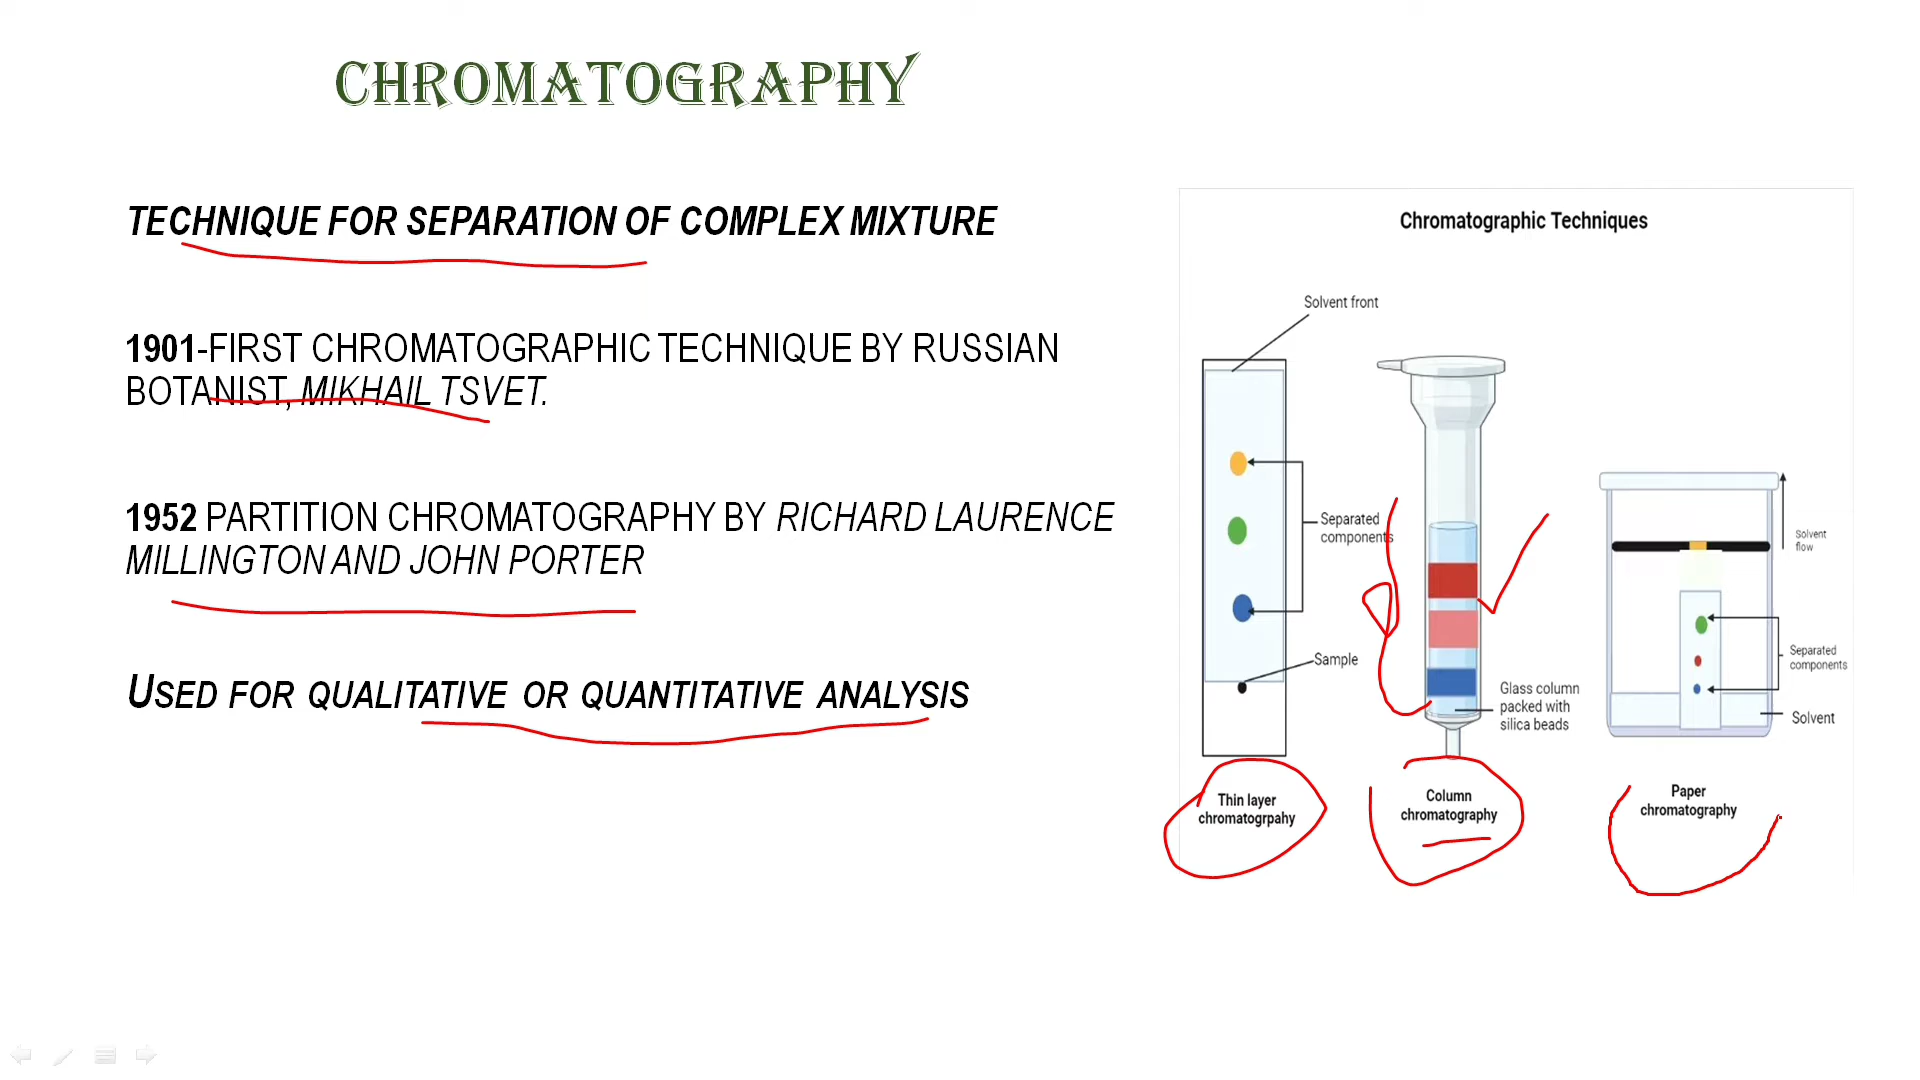 CHROMATOGRAPHY
TECHNIQUE FOR SEPARATION OF COMPLEX MIXTURE
1901-FIRST CHROMATOGRAPHIC TECHNIQUE BY RUSSIAN
BOTANIST, MIKHAIL TSVET.
1952 PARTITION CHROMATOGRAPHY BY RICHARD LAURENCE
MILLINGTON AND JOHN PORTER
USED FOR QUALITATIVE OR QUANTITATIVE ANALYSIS
Chromatographic Techniques
Solvent front
Separated
components
Sample
Thin layer
chromatogrpahy
Glass column
packed with
silica beads
Column
chromatography
Solvent
flow
Separated
components
Solvent
Paper
chromatography